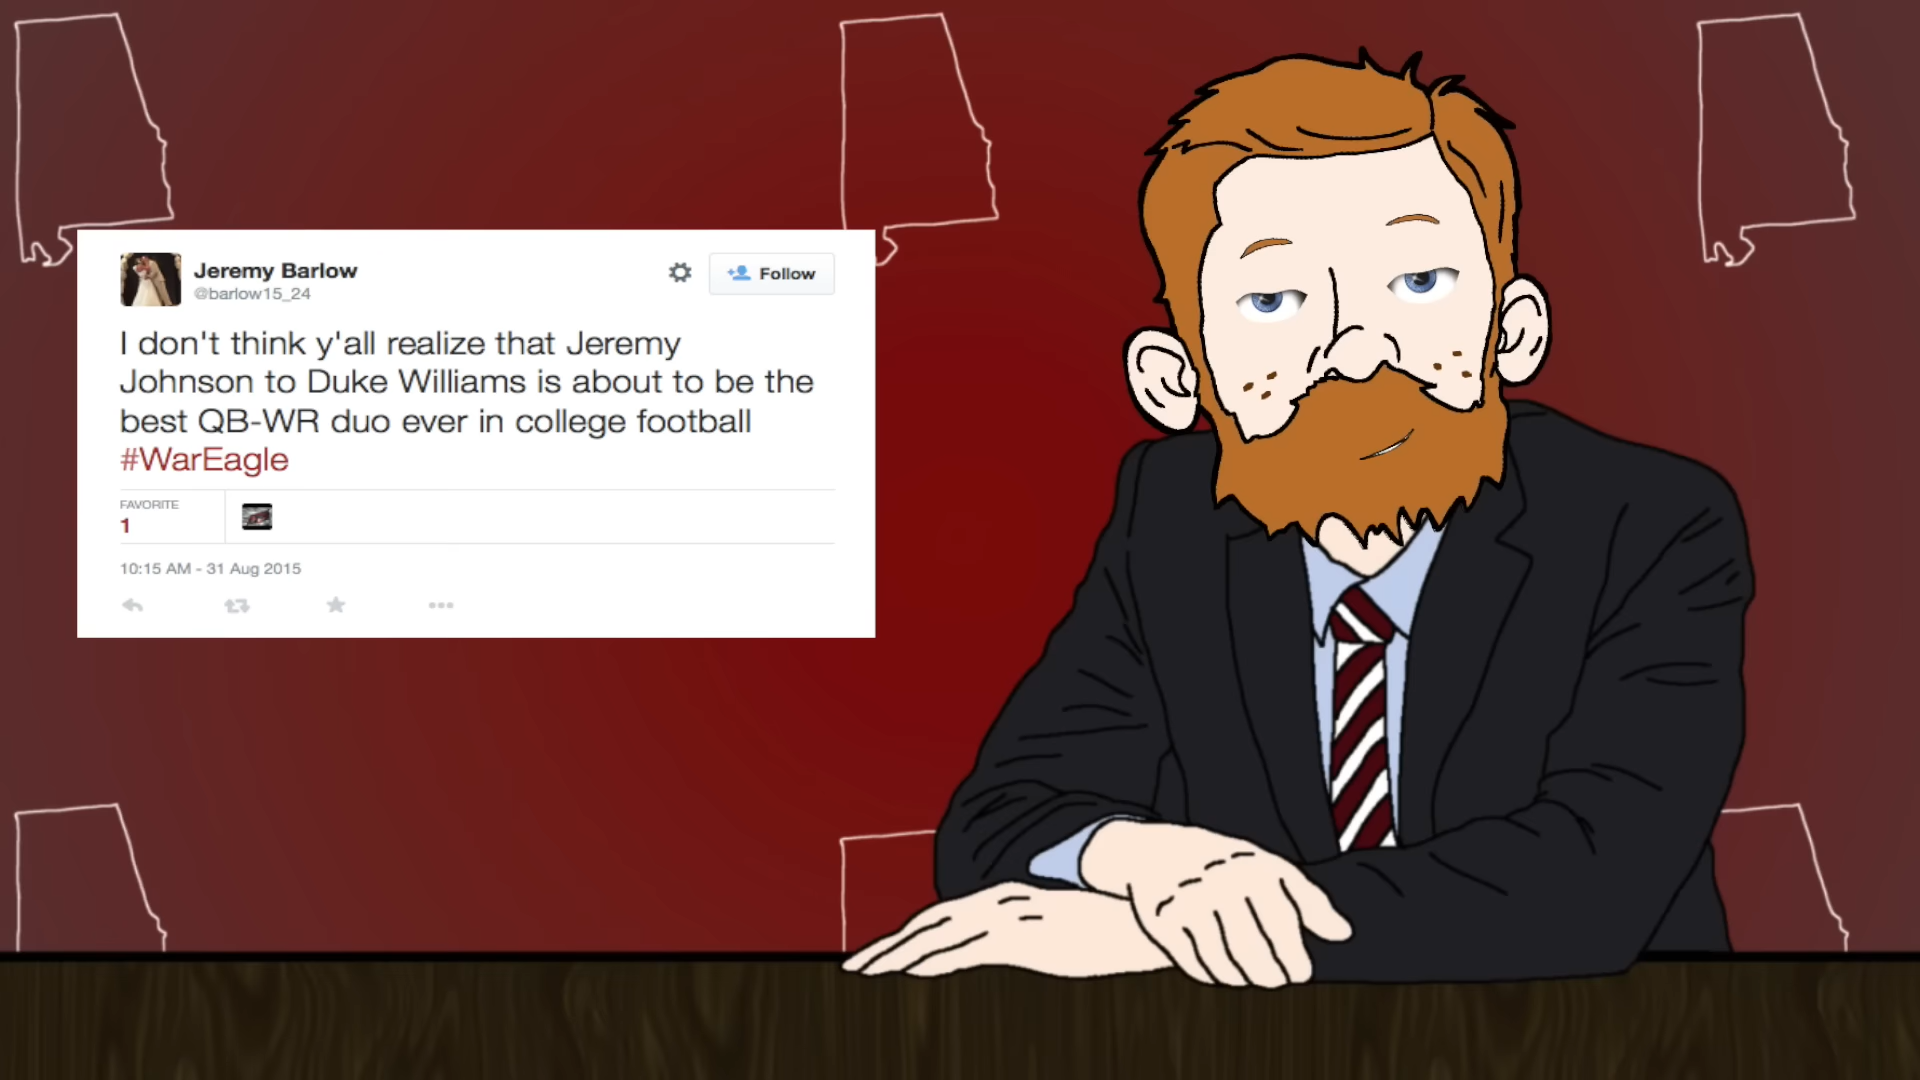 Jeremy Barlow
@barlow15_24
Follow
I don't think y'all realize that Jeremy
Johnson to Duke Williams is about to be the
best QB-WR duo ever in college football
#WarEagle
FAVORITE
1
10:15 AM - 31 Aug 2015